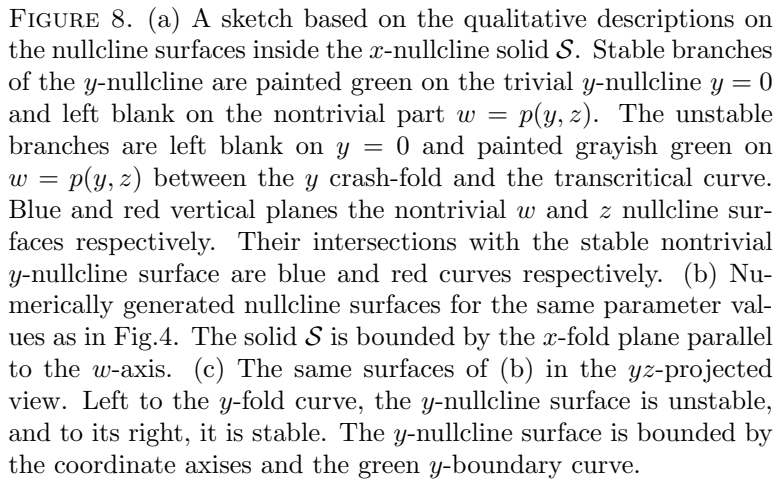 FIGURE 8. (a) A sketch based on the qualitative descriptions on
the nullcline surfaces inside the x-nullcline solid 𝒮. Stable branches
of the y-nullcline are painted green on the trivial y-nullcline y = 0
and left blank on the nontrivial part w = p(y, z). The unstable
branches are left blank on y = 0 and painted grayish green on
w = p(y, z) between the y crash-fold and the transcritical curve.
Blue and red vertical planes the nontrivial w and z nullcline sur-
faces respectively. Their intersections with the stable nontrivial
y-nullcline surface are blue and red curves respectively. (b) Nu-
merically generated nullcline surfaces for the same parameter val-
ues as in Fig.4. The solid 𝒮 is bounded by the x-fold plane parallel
to the w-axis. (c) The same surfaces of (b) in the yz-projected
view. Left to the y-fold curve, the y-nullcline surface is unstable,
and to its right, it is stable. The y-nullcline surface is bounded by
the coordinate axises and the green y-boundary curve.